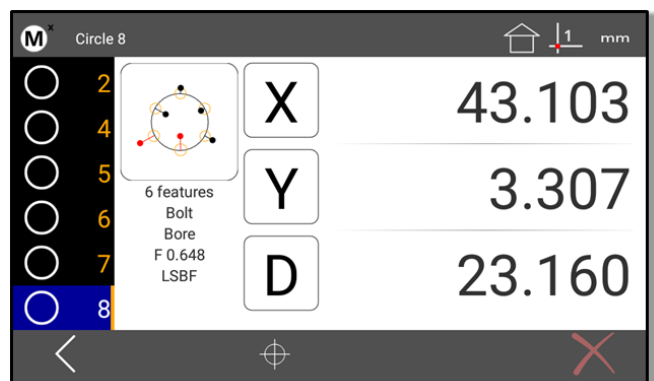 M x Circle 8 1 mm
2
4
5
6
7
8
6 features
Bolt
Bore
F 0.648
LSBF
X 43.103
Y 3.307
D 23.160